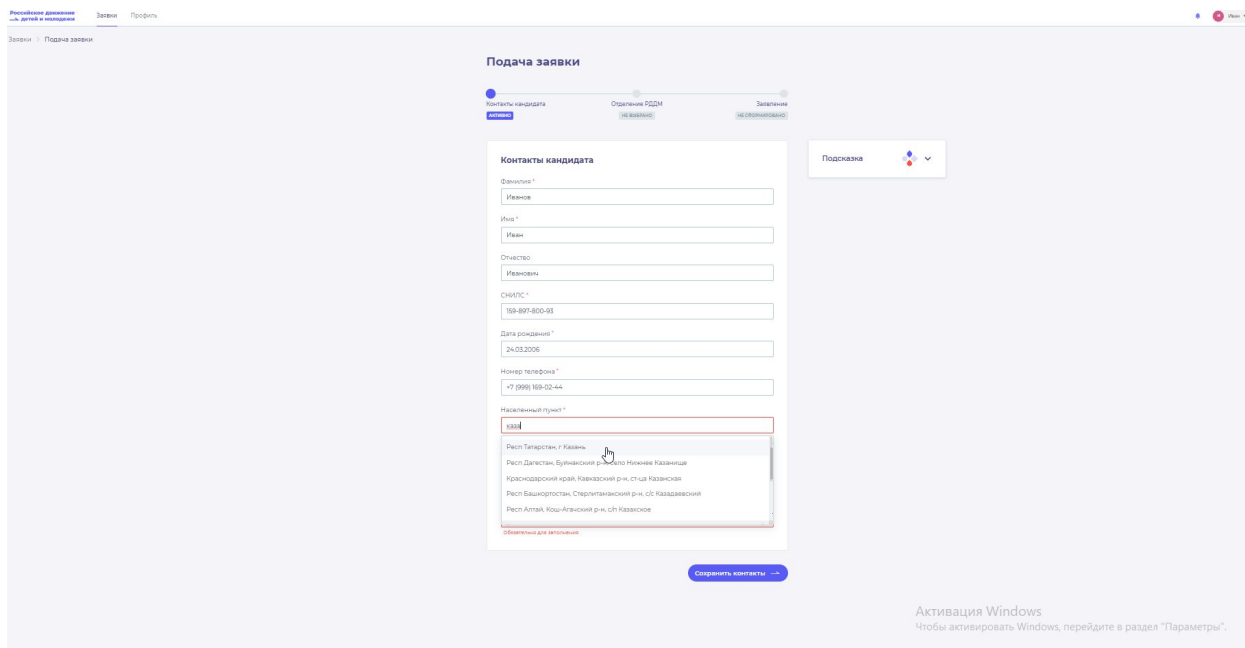 Российское движение
детей и молодежи
Заявки
Профиль
Иван
Заявки > Подача заявки
Подача заявки
Контакты кандидата
Отделение РДДМ
Заявление
АКТИВНО
НЕ ВЫБРАНО
НЕ СФОРМИРОВАНО
Контакты кандидата
Подсказка
Фамилия *
Иванов
Имя *
Иван
Отчество
Иванович
СНИЛС *
159-897-800-93
Дата рождения *
24.03.2006
Номер телефона *
+7 (999) 169-02-44
Населенный пункт *
каза
Респ Татарстан, г Казань
Респ Дагестан, Буйнакский р-н, село Нижнее Казанище
Краснодарский край, Кавказский р-н, ст-ца Казанская
Респ Башкортостан, Стерлитамакский р-н, с/с Казадаевский
Респ Алтай, Кош-Агачский р-н, с/п Казахское
Обязательно для заполнения
Сохранить контакты →
Активация Windows
Чтобы активировать Windows, перейдите в раздел "Параметры".